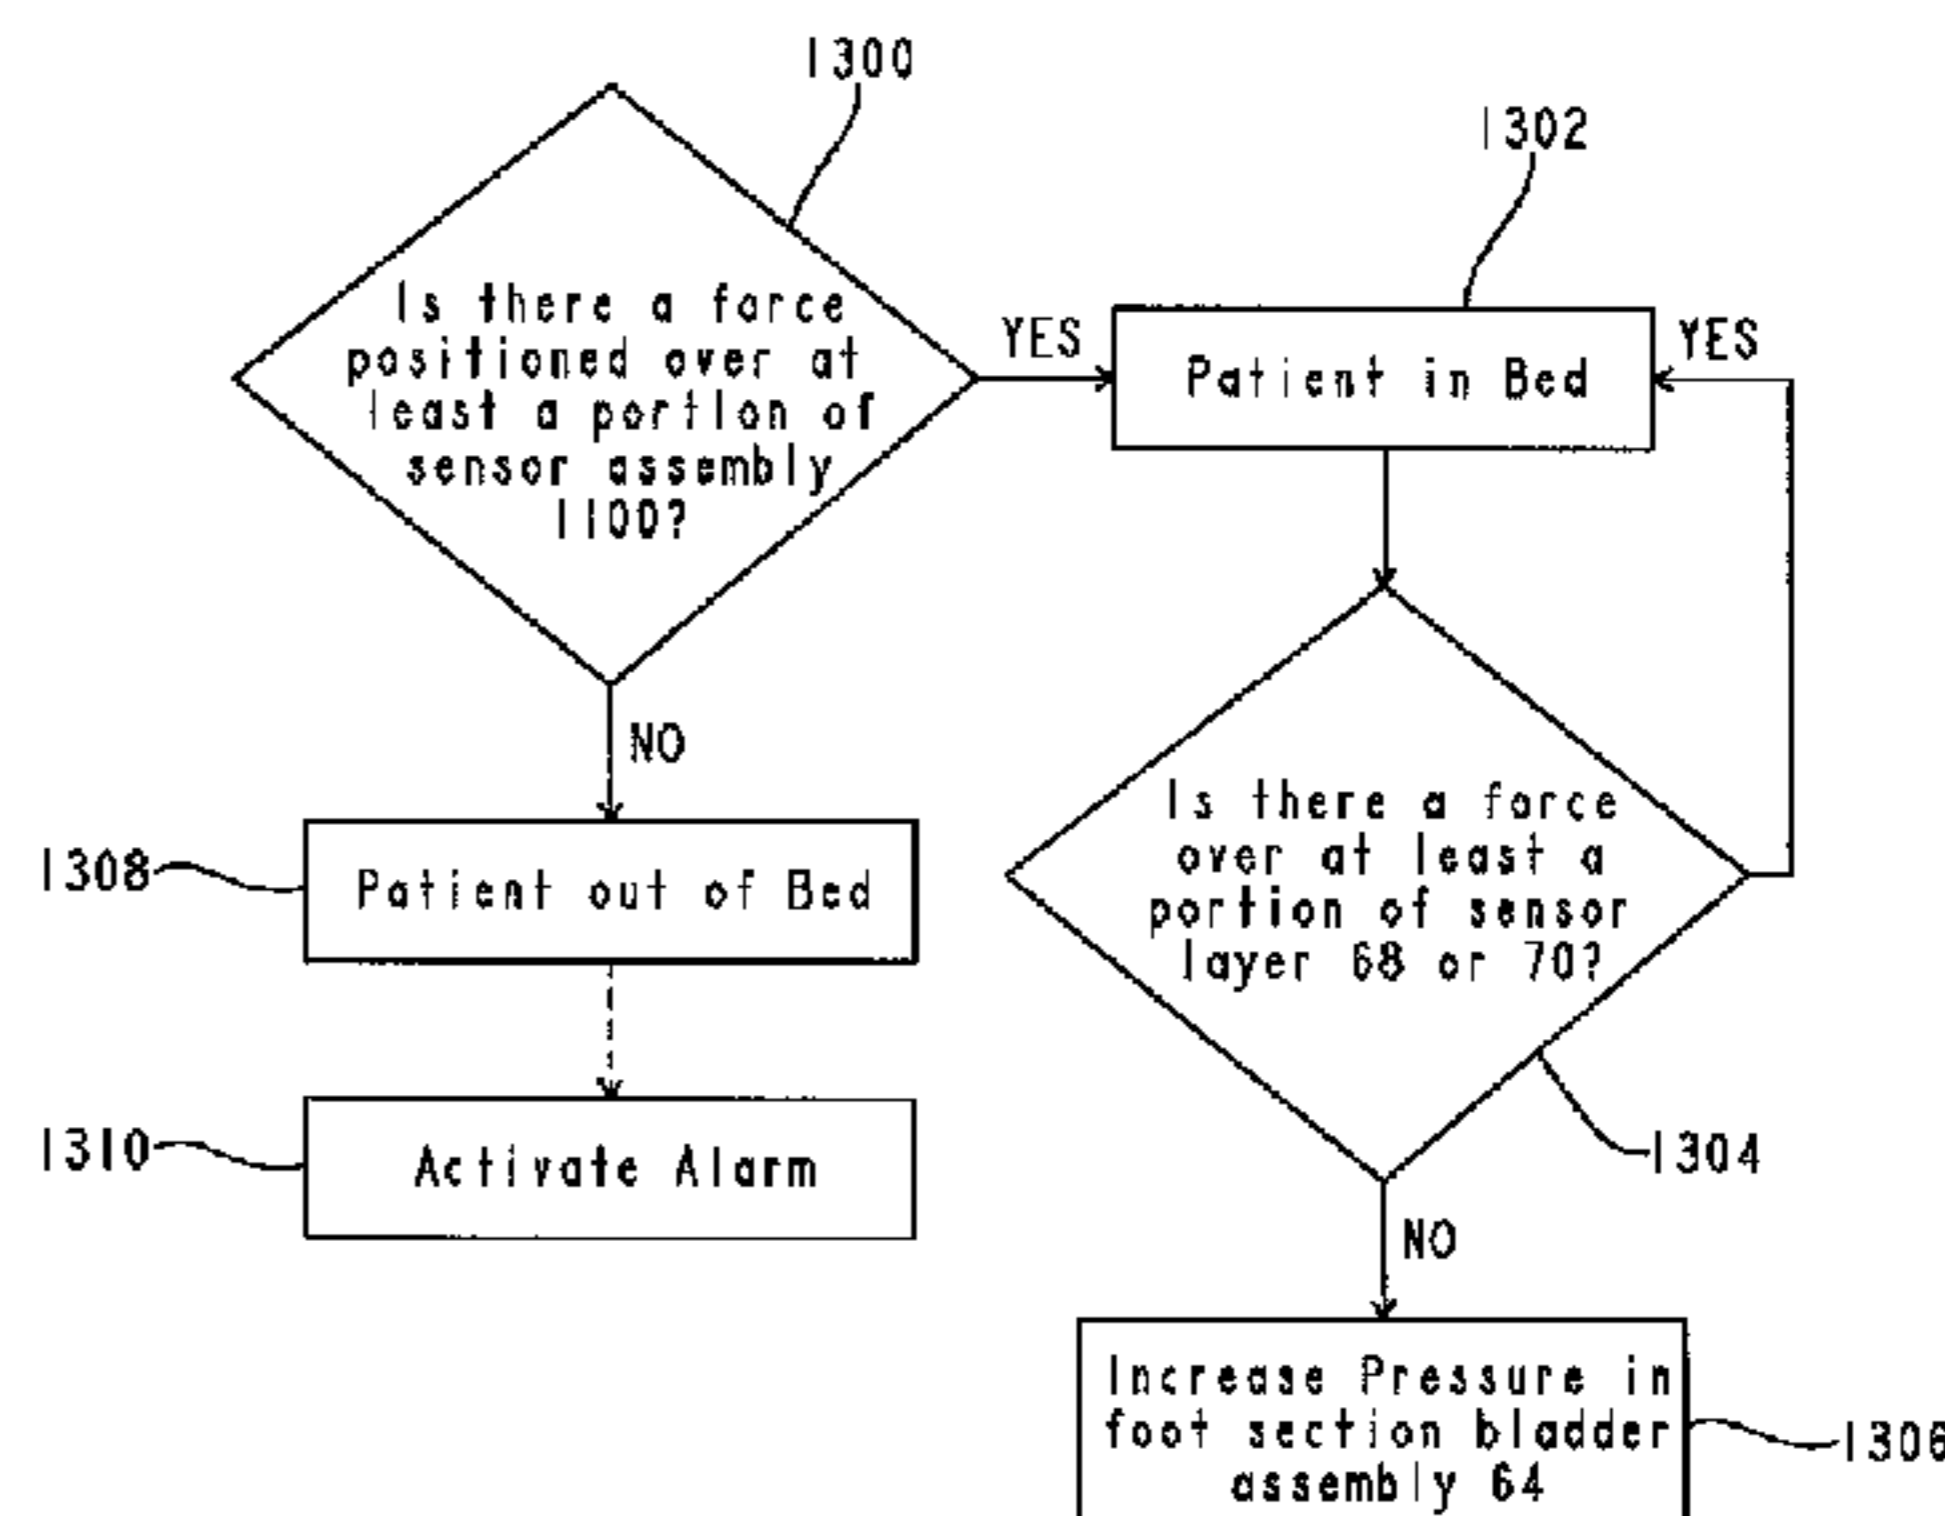 1300
Is there a force
positioned over at
least a portion of
sensor assembly
1100?
YES
1302
Patient in Bed
YES
NO
1308
Patient out of Bed
1310
Activate Alarm
Is there a force
over at least a
portion of sensor
layer 68 or 70?
1304
NO
Increase Pressure in
foot section bladder
assembly 64
1306